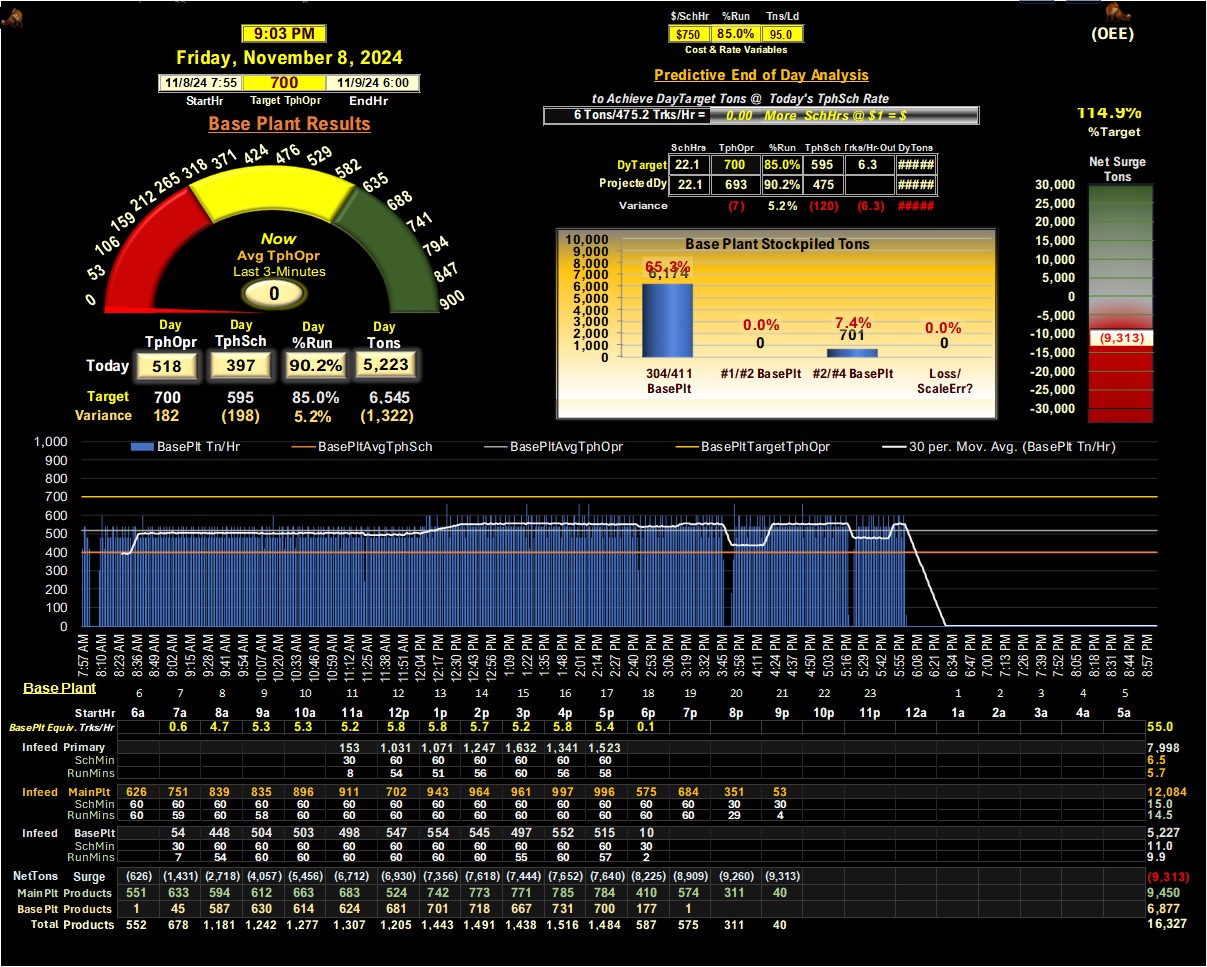 9:03 PM
Friday, November 8, 2024
11/8/24 7:55 700 11/9/24 6:00
StartHr Target TphOpr EndHr
Base Plant Results
0 53 106 159 212 265 318 371 424 476 529 582 635 688 741 794 847 900
Now
Avg TphOpr
Last 3-Minutes
0
Day Day Day Day
TphOpr TphSch %Run Tons
Today 518 397 90.2% 5,223
Target 700 595 85.0% 6,545
Variance 182 (198) 5.2% (1,322)
$/SchHr %Run Tns/Ld
$750 85.0% 95.0
Cost & Rate Variables
Predictive End of Day Analysis
to Achieve DayTarget Tons @ Today's TphSch Rate
6 Tons/475.2 Trks/Hr = 0.00 More SchHrs @ $1 = $
SchHrs TphOpr %Run TphSch Trks/Hr-Out DyTons
DyTarget 22.1 700 85.0% 595 6.3 #####
ProjectedDy 22.1 693 90.2% 475 #####
Variance (7) 5.2% (120) (6.3) #####
Base Plant Stockpiled Tons
10,000
9,000
8,000
7,000
6,000
5,000
4,000
3,000
2,000
1,000
0
65.3% 0.0% 7.4% 0.0%
6,174 0 701 0
304/411 BasePlt
#1/#2 BasePlt
#2/#4 BasePlt
Loss/ ScaleErr?
(OEE)
114.9%
%Target
Net Surge
Tons
30,000
25,000
20,000
15,000
10,000
5,000
0
-5,000
-10,000
(9,313)
-15,000
-20,000
-25,000
-30,000
BasePlt Tn/Hr BasePltAvgTphSch BasePltAvgTphOpr BasePltTargetTphOpr 30 per. Mov. Avg. (BasePlt Tn/Hr)
1,000
900
800
700
600
500
400
300
200
100
0
7:57 AM 8:10 AM 8:23 AM 8:36 AM 8:49 AM 9:02 AM 9:15 AM 9:28 AM 9:41 AM 9:54 AM 10:07 AM 10:20 AM 10:33 AM 10:46 AM 10:59 AM 11:12 AM 11:25 AM 11:38 AM 11:51 AM 12:04 PM 12:17 PM 12:30 PM 12:43 PM 12:56 PM 1:09 PM 1:22 PM 1:35 PM 1:48 PM 2:01 PM 2:14 PM 2:27 PM 2:40 PM 2:53 PM 3:06 PM 3:19 PM 3:32 PM 3:45 PM 3:58 PM 4:11 PM 4:24 PM 4:37 PM 4:50 PM 5:03 PM 5:16 PM 5:29 PM 5:42 PM 5:55 PM 6:08 PM 6:21 PM 6:34 PM 6:47 PM 7:00 PM 7:13 PM 7:26 PM 7:39 PM 7:52 PM 8:05 PM 8:18 PM 8:31 PM 8:44 PM 8:57 PM
Base Plant 6 7 8 9 10 11 12 13 14 15 16 17 18 19 20 21 22 23 1 2 3 4 5
StartHr 6a 7a 8a 9a 10a 11a 12p 1p 2p 3p 4p 5p 6p 7p 8p 9p 10p 11p 12a 1a 2a 3a 4a 5a
BasePlt Equiv. Trks/Hr 0.6 4.7 5.3 5.3 5.2 5.8 5.8 5.7 5.2 5.8 5.4 0.1 55.0
Infeed Primary 153 1,031 1,071 1,247 1,632 1,341 1,523 7,998
SchMin 30 60 60 60 60 60 60 6.5
RunMins 8 54 51 56 60 56 58 5.7
Infeed MainPlt 626 751 839 835 896 911 702 943 964 961 997 996 575 684 351 53 12,084
SchMin 60 60 60 60 60 60 60 60 60 60 60 60 60 60 30 30 15.0
RunMins 60 59 60 58 60 60 60 60 60 60 60 60 60 60 29 4 14.5
Infeed BasePlt 54 448 504 503 498 547 554 545 497 552 515 10 5,227
SchMin 30 60 60 60 60 60 60 60 60 60 60 30 11.0
RunMins 7 54 60 60 60 60 60 60 55 60 57 2 9.9
NetTons Surge (626) (1,431) (2,718) (4,057) (5,456) (6,712) (6,930) (7,356) (7,618) (7,444) (7,652) (7,640) (8,225) (8,909) (9,260) (9,313) (9,313)
MainPlt Products 551 633 594 612 663 683 524 742 773 771 785 784 410 574 311 40 9,450
BasePlt Products 1 45 587 630 614 624 681 701 718 667 731 700 177 1 6,877
Total Products 552 678 1,181 1,242 1,277 1,307 1,205 1,443 1,491 1,438 1,516 1,484 587 575 311 40 16,327